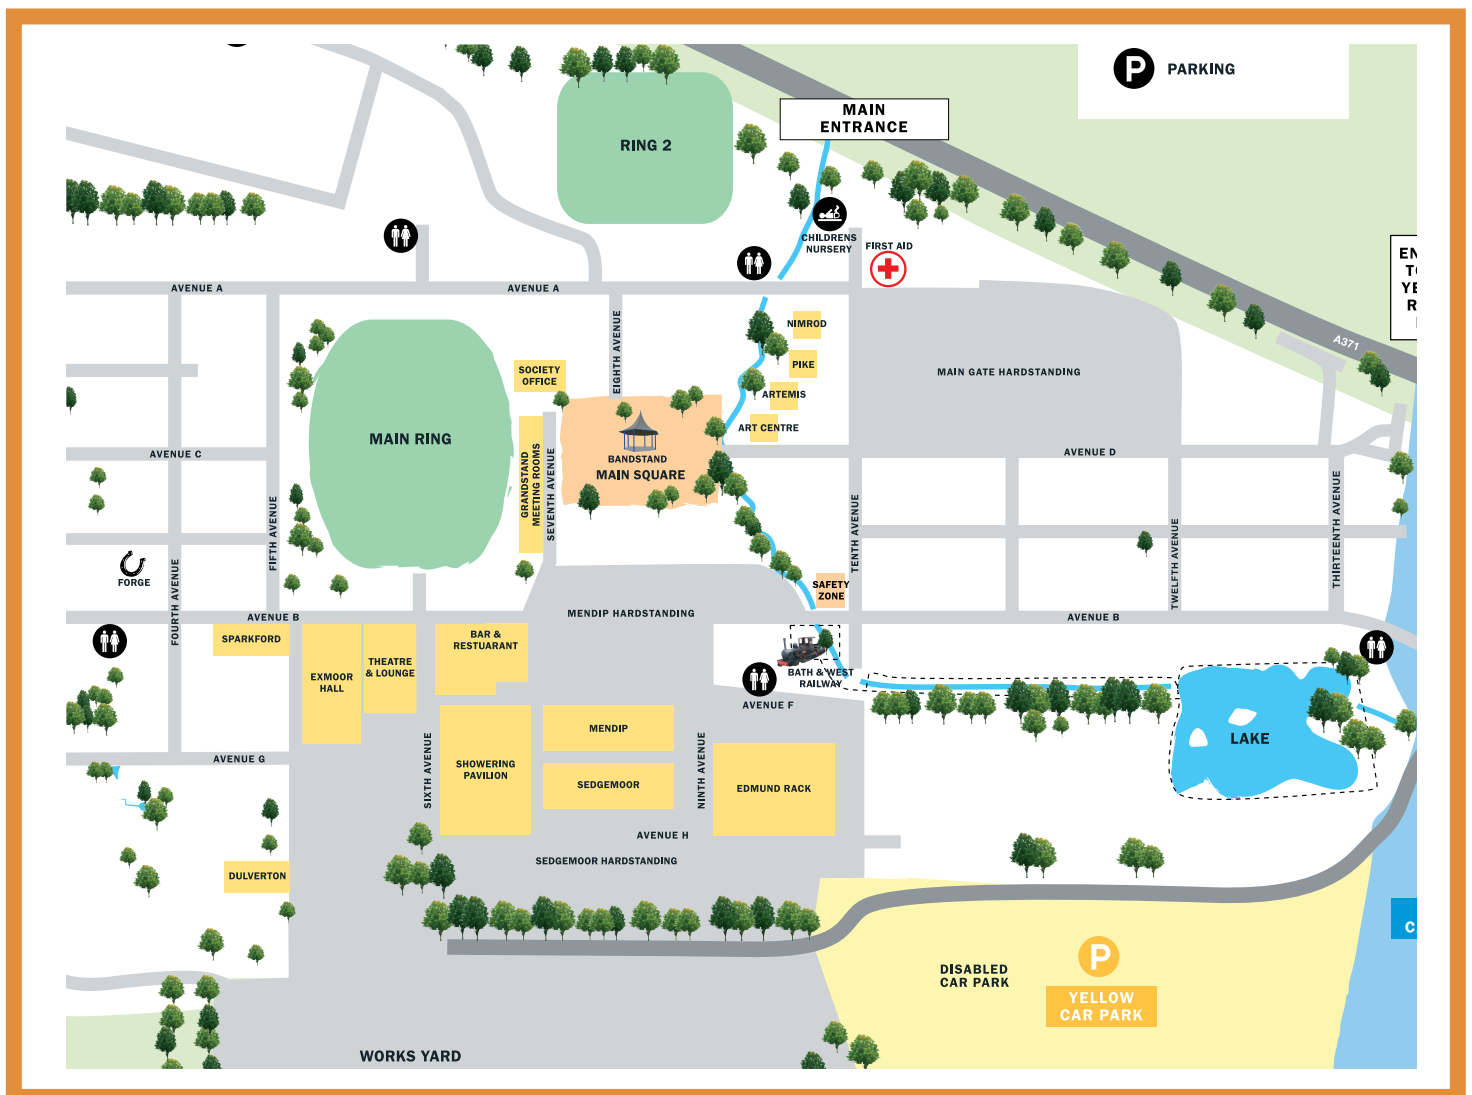 P PARKING
MAIN
ENTRANCE
RING 2
CHILDRENS
NURSERY
FIRST AID
EN
TO
YE
R
AVENUE A
AVENUE A
NIMROD
EIGHTH AVENUE
A371
PIKE
SOCIETY
OFFICE
MAIN GATE HARDSTANDING
ARTEMIS
ART CENTRE
MAIN RING
BANDSTAND
MAIN SQUARE
AVENUE C
AVENUE D
GRANDSTAND
MEETING ROOMS
SEVENTH AVENUE
FIFTH AVENUE
TENTH AVENUE
TWELFTH AVENUE
THIRTEENTH AVENUE
FORGE
FOURTH AVENUE
SAFETY
ZONE
AVENUE B
MENDIP HARDSTANDING
AVENUE B
SPARKFORD
BAR &
RESTUARANT
EXMOOR
HALL
THEATRE
& LOUNGE
BATH & WEST
RAILWAY
AVENUE F
MENDIP
LAKE
AVENUE G
SIXTH AVENUE
SHOWERING
PAVILION
SEDGEMOOR
NINTH AVENUE
EDMUND RACK
AVENUE H
SEDGEMOOR HARDSTANDING
DULVERTON
C
DISABLED
CAR PARK
P
YELLOW
CAR PARK
WORKS YARD